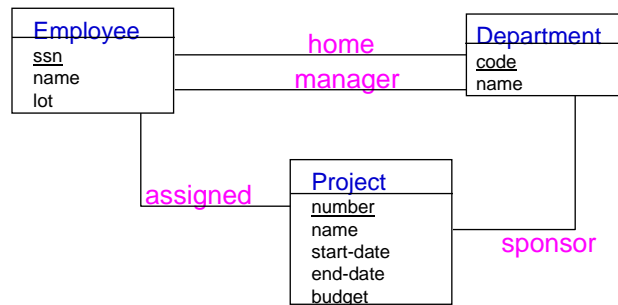 Employee
ssn
name
lot
home
manager
Department
code
name
assigned
Project
number
name
start-date
end-date
budget
sponsor